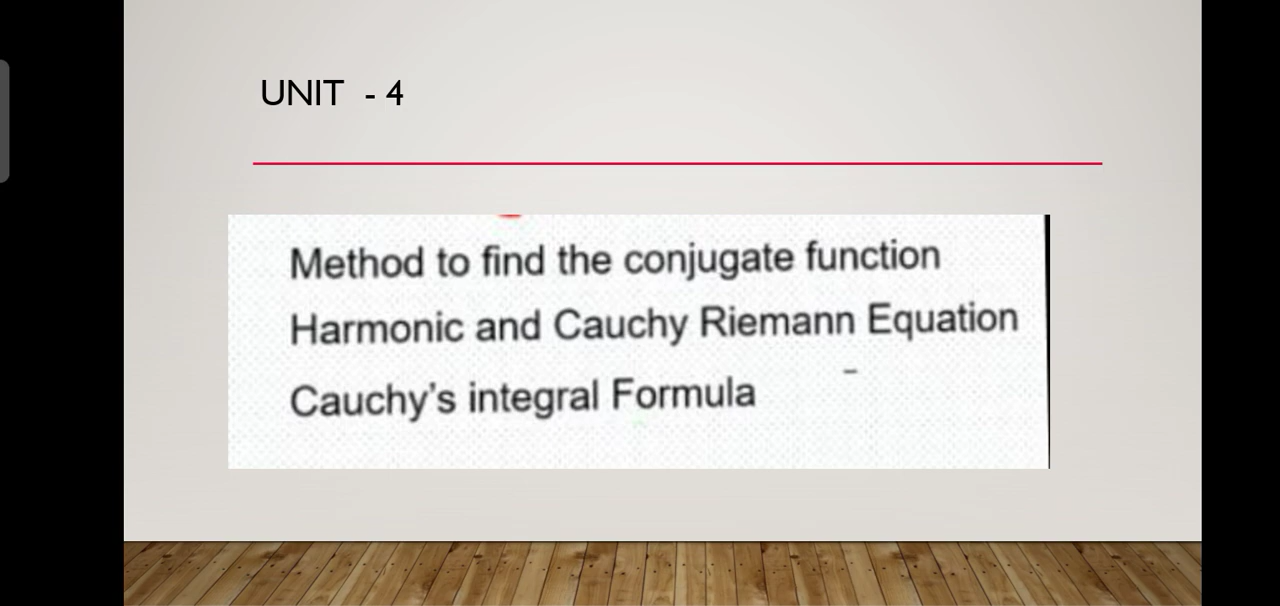 UNIT - 4
Method to find the conjugate function
Harmonic and Cauchy Riemann Equation
Cauchy's integral Formula